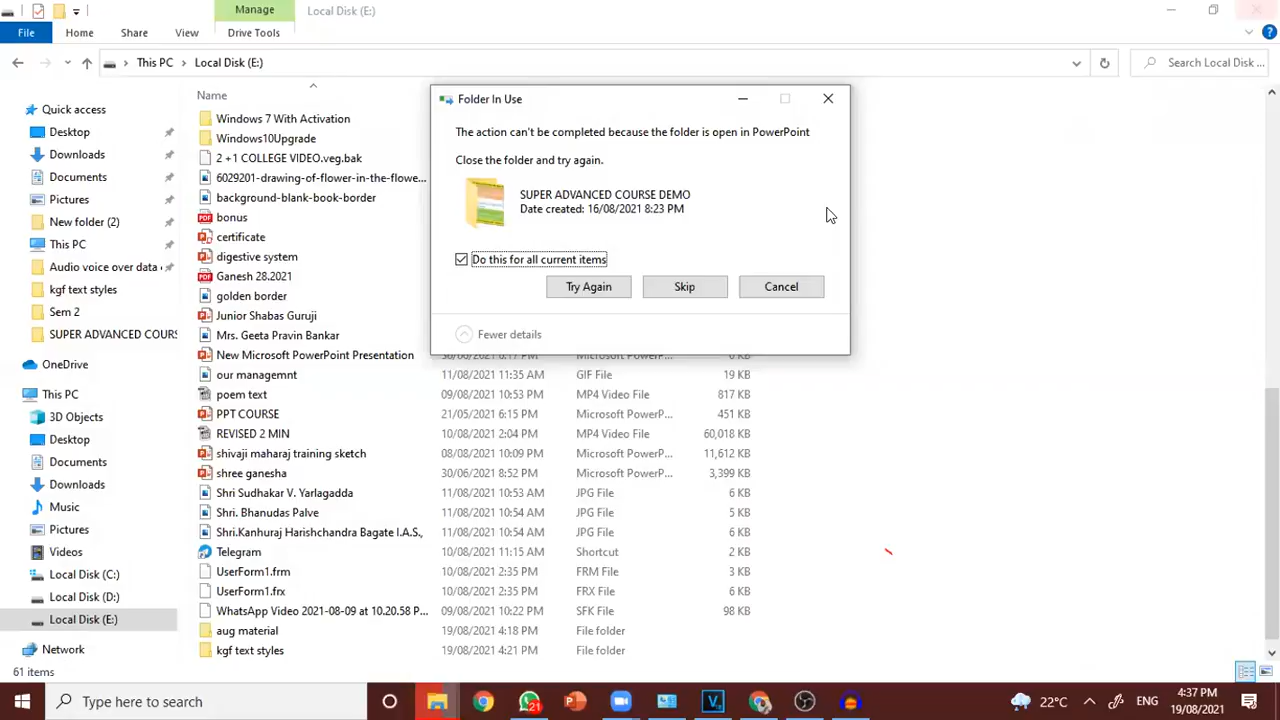 Manage
Local Disk (E:)
File
Home
Share
View
Drive Tools
This PC
Local Disk (E:)
Search Local Disk ...
Quick access
Desktop
Downloads
Documents
Pictures
New folder (2)
This PC
Audio voice over data
kgf text styles
Sem 2
SUPER ADVANCED COURS
OneDrive
This PC
3D Objects
Desktop
Documents
Downloads
Music
Pictures
Videos
Local Disk (C:)
Local Disk (D:)
Local Disk (E:)
Network
Name
Windows 7 With Activation
Windows10Upgrade
2 +1 COLLEGE VIDEO.veg.bak
6029201-drawing-of-flower-in-the-flowe...
background-blank-book-border
bonus
certificate
digestive system
Ganesh 28.2021
golden border
Junior Shabas Guruji
Mrs. Geeta Pravin Bankar
New Microsoft PowerPoint Presentation
our managemnt 11/08/2021 11:35 AM GIF File 19 KB
poem text 09/08/2021 10:53 PM MP4 Video File 817 KB
PPT COURSE 21/05/2021 6:15 PM Microsoft PowerP... 451 KB
REVISED 2 MIN 10/08/2021 2:04 PM MP4 Video File 60,018 KB
shivaji maharaj training sketch 08/08/2021 10:09 PM Microsoft PowerP... 11,612 KB
shree ganesha 30/06/2021 8:52 PM Microsoft PowerP... 3,399 KB
Shri Sudhakar V. Yarlagadda 11/08/2021 10:53 AM JPG File 6 KB
Shri. Bhanudas Palve 11/08/2021 10:54 AM JPG File 5 KB
Shri.Kanhuraj Harishchandra Bagate I.A.S., 11/08/2021 10:54 AM JPG File 6 KB
Telegram 10/08/2021 11:15 AM Shortcut 2 KB
UserForm1.frm 10/08/2021 2:35 PM FRM File 3 KB
UserForm1.frx 10/08/2021 2:35 PM FRX File 5 KB
WhatsApp Video 2021-08-09 at 10.20.58 P... 09/08/2021 10:22 PM SFK File 98 KB
aug material 19/08/2021 4:18 PM File folder
kgf text styles 19/08/2021 4:21 PM File folder
Folder In Use
The action can't be completed because the folder is open in PowerPoint
Close the folder and try again.
SUPER ADVANCED COURSE DEMO
Date created: 16/08/2021 8:23 PM
Do this for all current items
Try Again
Skip
Cancel
Fewer details
61 items
Type here to search
21
22°C
ENG
4:37 PM
19/08/2021